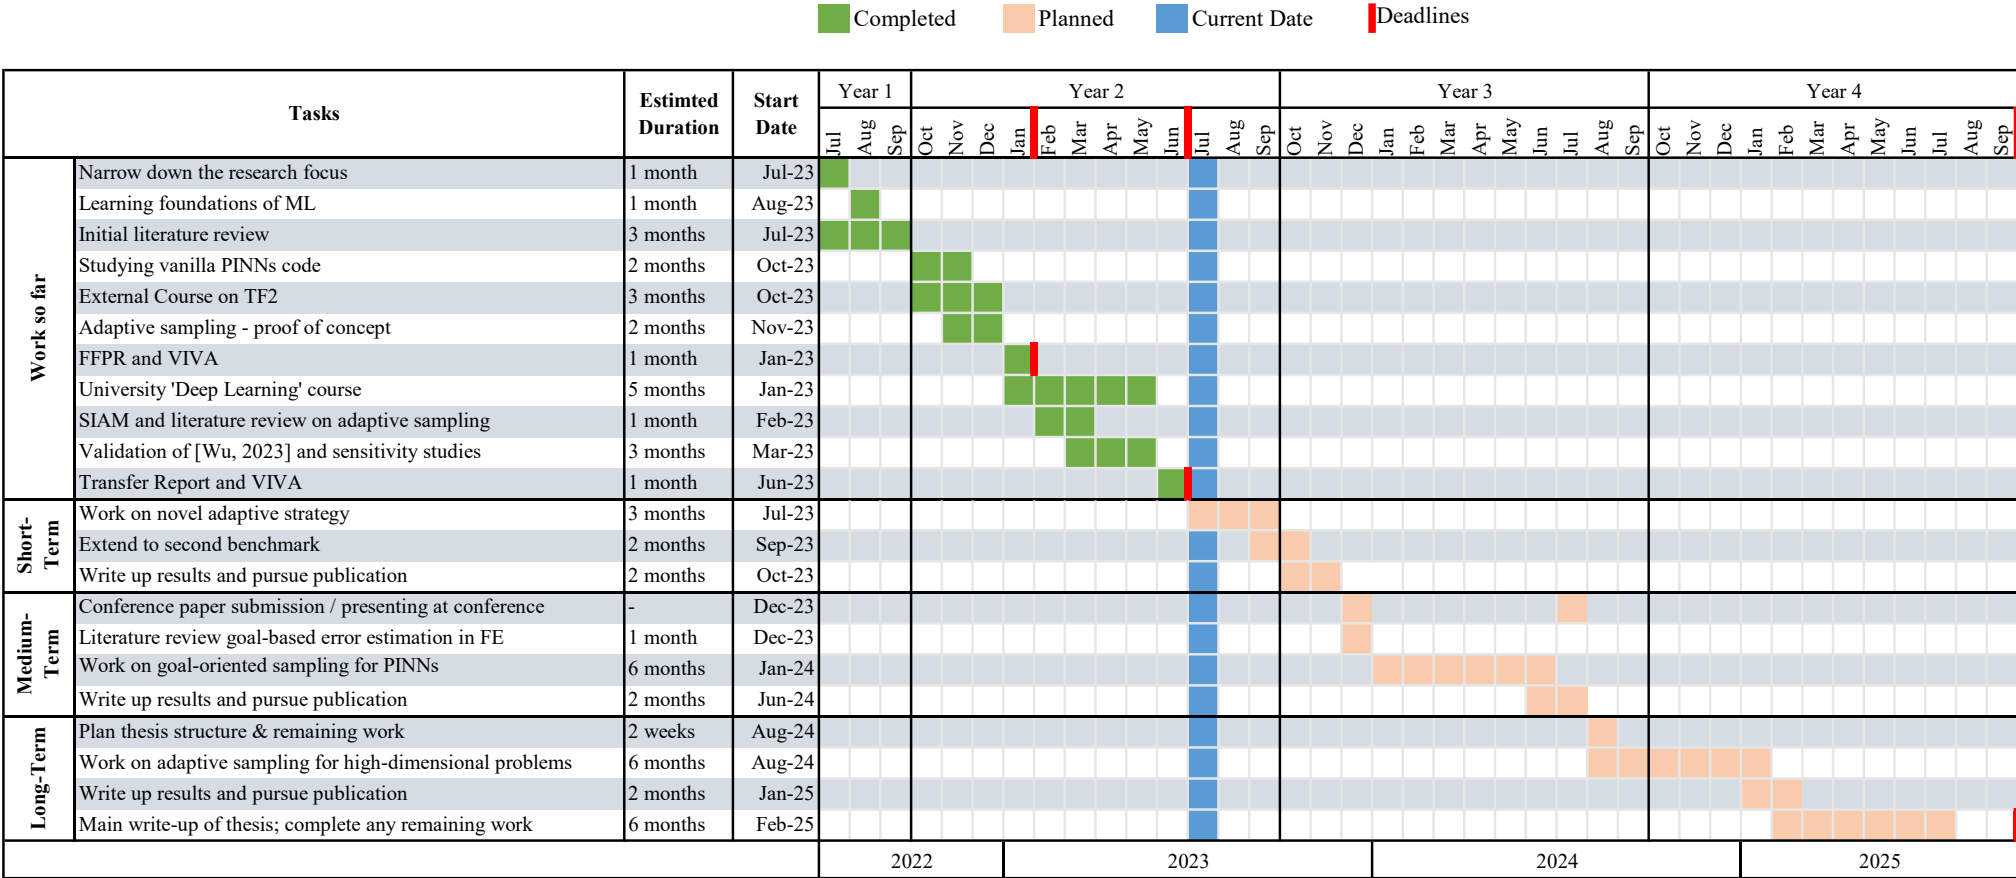 Completed Planned Current Date Deadlines
Tasks Estimted Duration Start Date Year 1 Year 2 Year 3 Year 4
Jul Aug Sep Oct Nov Dec Jan Feb Mar Apr May Jun Jul Aug Sep Oct Nov Dec Jan Feb Mar Apr May Jun Jul Aug Sep Oct Nov Dec Jan Feb Mar Apr May Jun Jul Aug Sep
Work so far
Narrow down the research focus 1 month Jul-23
Learning foundations of ML 1 month Aug-23
Initial literature review 3 months Jul-23
Studying vanilla PINNs code 2 months Oct-23
External Course on TF2 3 months Oct-23
Adaptive sampling - proof of concept 2 months Nov-23
FFPR and VIVA 1 month Jan-23
University 'Deep Learning' course 5 months Jan-23
SIAM and literature review on adaptive sampling 1 month Feb-23
Validation of [Wu, 2023] and sensitivity studies 3 months Mar-23
Transfer Report and VIVA 1 month Jun-23
Short-Term
Work on novel adaptive strategy 3 months Jul-23
Extend to second benchmark 2 months Sep-23
Write up results and pursue publication 2 months Oct-23
Medium-Term
Conference paper submission / presenting at conference - Dec-23
Literature review goal-based error estimation in FE 1 month Dec-23
Work on goal-oriented sampling for PINNs 6 months Jan-24
Write up results and pursue publication 2 months Jun-24
Long-Term
Plan thesis structure & remaining work 2 weeks Aug-24
Work on adaptive sampling for high-dimensional problems 6 months Aug-24
Write up results and pursue publication 2 months Jan-25
Main write-up of thesis; complete any remaining work 6 months Feb-25
2022 2023 2024 2025